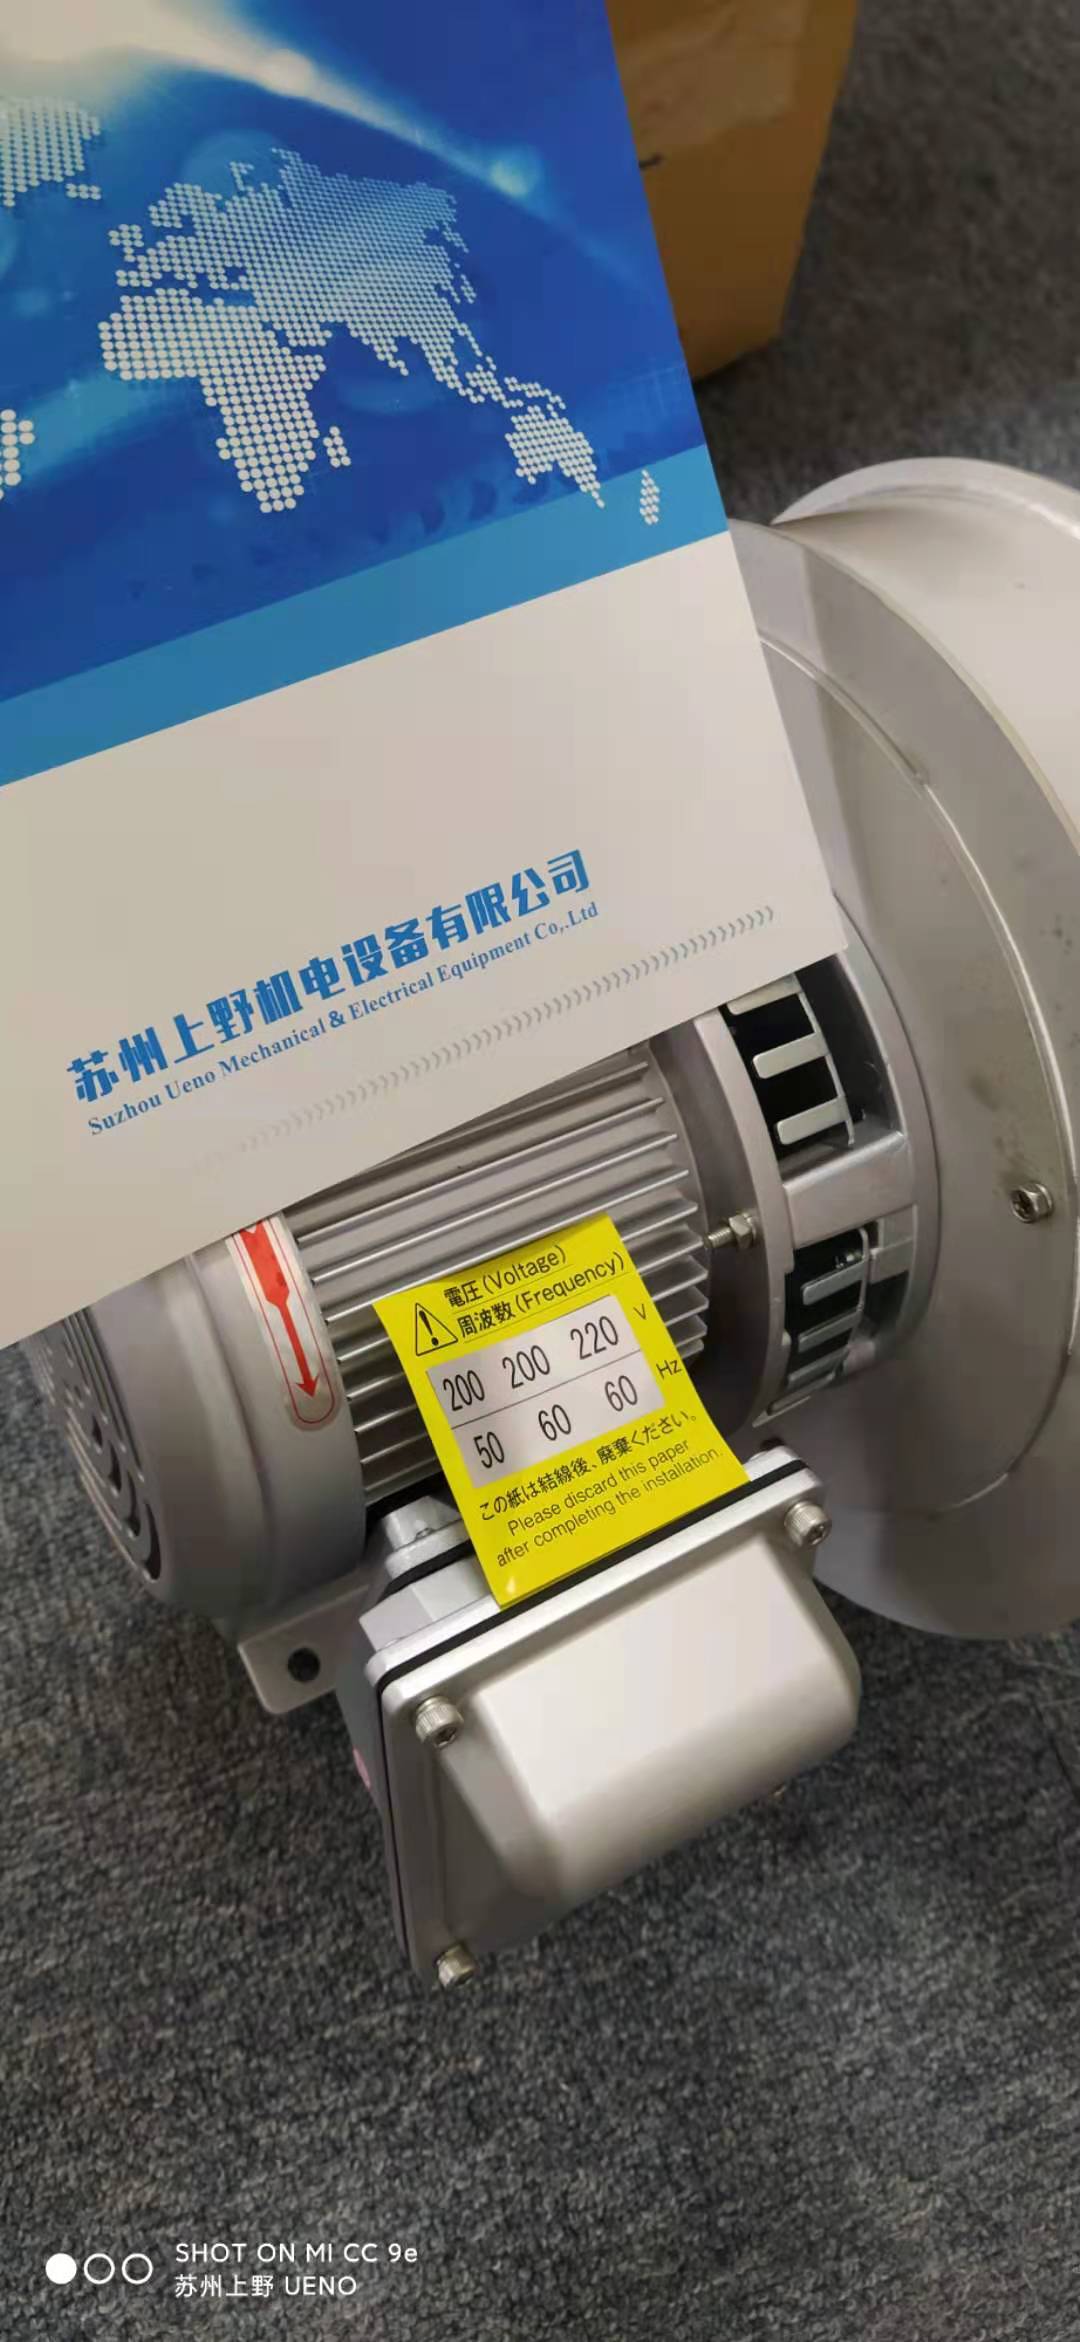 苏州上野机电设备有限公司
Suzhou Ueno Mechanical & Electrical Equipment Co,.Ltd
電圧(Voltage)
周波数(Frequency)
200 200 220 V
50 60 60 Hz
この紙は結線後、廃棄ください。
Please discard this paper
after completing the installation.
SHOT ON MI CC 9e
苏州上野 UENO